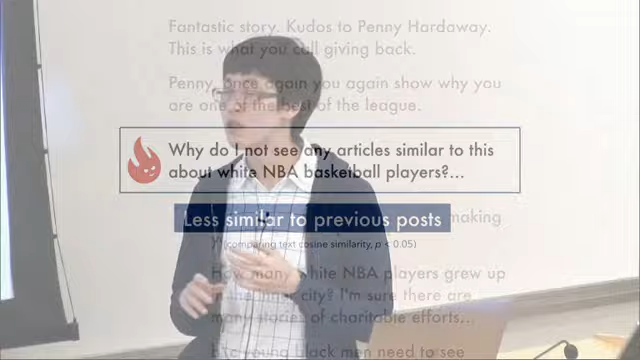 Fantastic story. Kudos to Penny Hardaway.
This is what you call giving back.
Penny, once again you again show why you
are one of the best of the league.
Why do I not see any articles similar to this
about white NBA basketball players?...
Less similar to previous posts
making
(comparing text cosine similarity, p < 0.05)
How many white NBA players grew up
in the inner city? I'm sure there are
many stories of charitable efforts...
young black men need to see